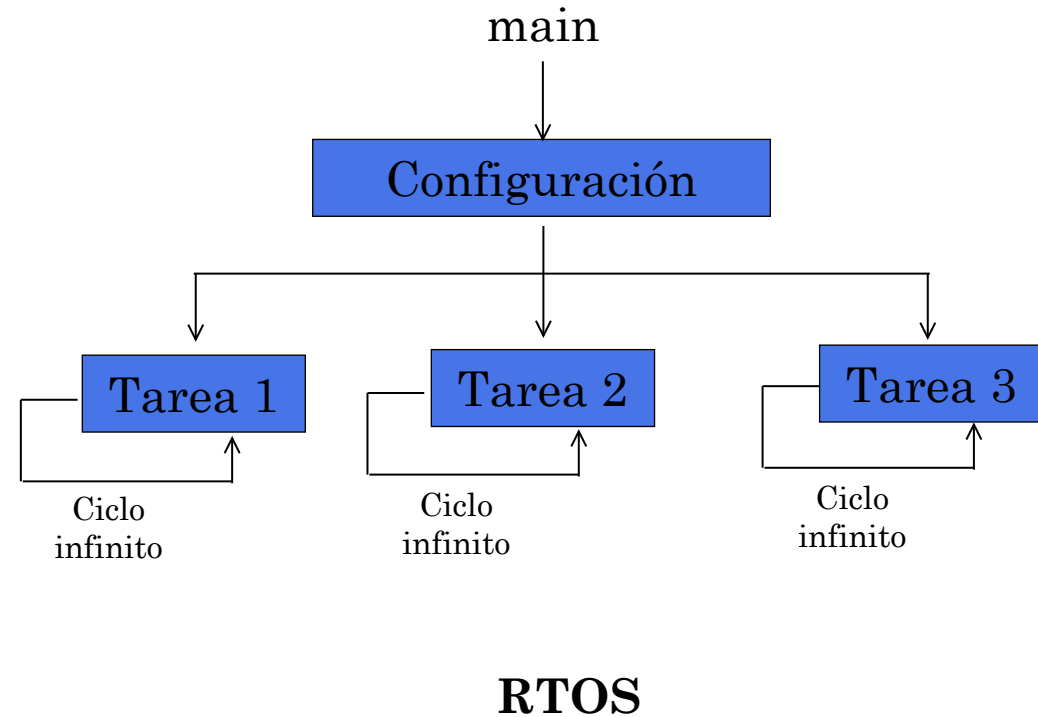 main
Configuración
Tarea 1
Tarea 2
Tarea 3
Ciclo
infinito
Ciclo
infinito
Ciclo
infinito
RTOS